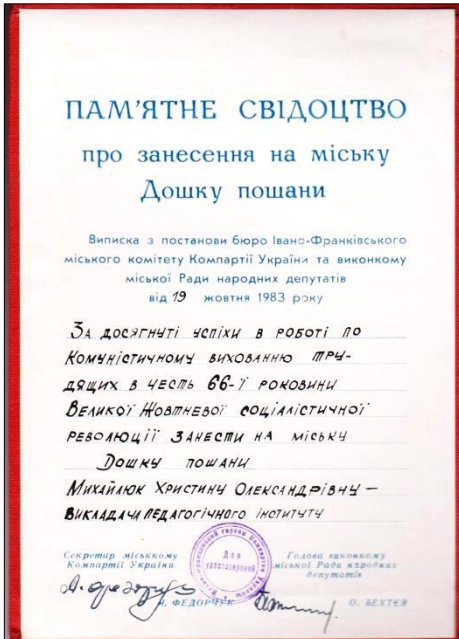 ПАМ'ЯТНЕ СВІДОЦТВО
про занесення на міську
Дошку пошани
Виписка з постанови бюро Івано-Франківського
міського комітету Компартії України та виконкому
міської Ради народних депутатів
від 19 жовтня 1983 року
За досягнуті успіхи в роботі по
Комуністичному вихованню тру-
дящих в честь 66-ї роковини
Великої Жовтневої соціалістичної
революції занести на міську
Дошку пошани
Михайлюк Христину Олександрівну —
викладача педагогічного інституту
Секретар міськкому
Компартії України
Голова виконкому
міської Ради народних
депутатів
Для
удостоверений
Я. ФЕДОРЧУК
О. БЕХТЄВ